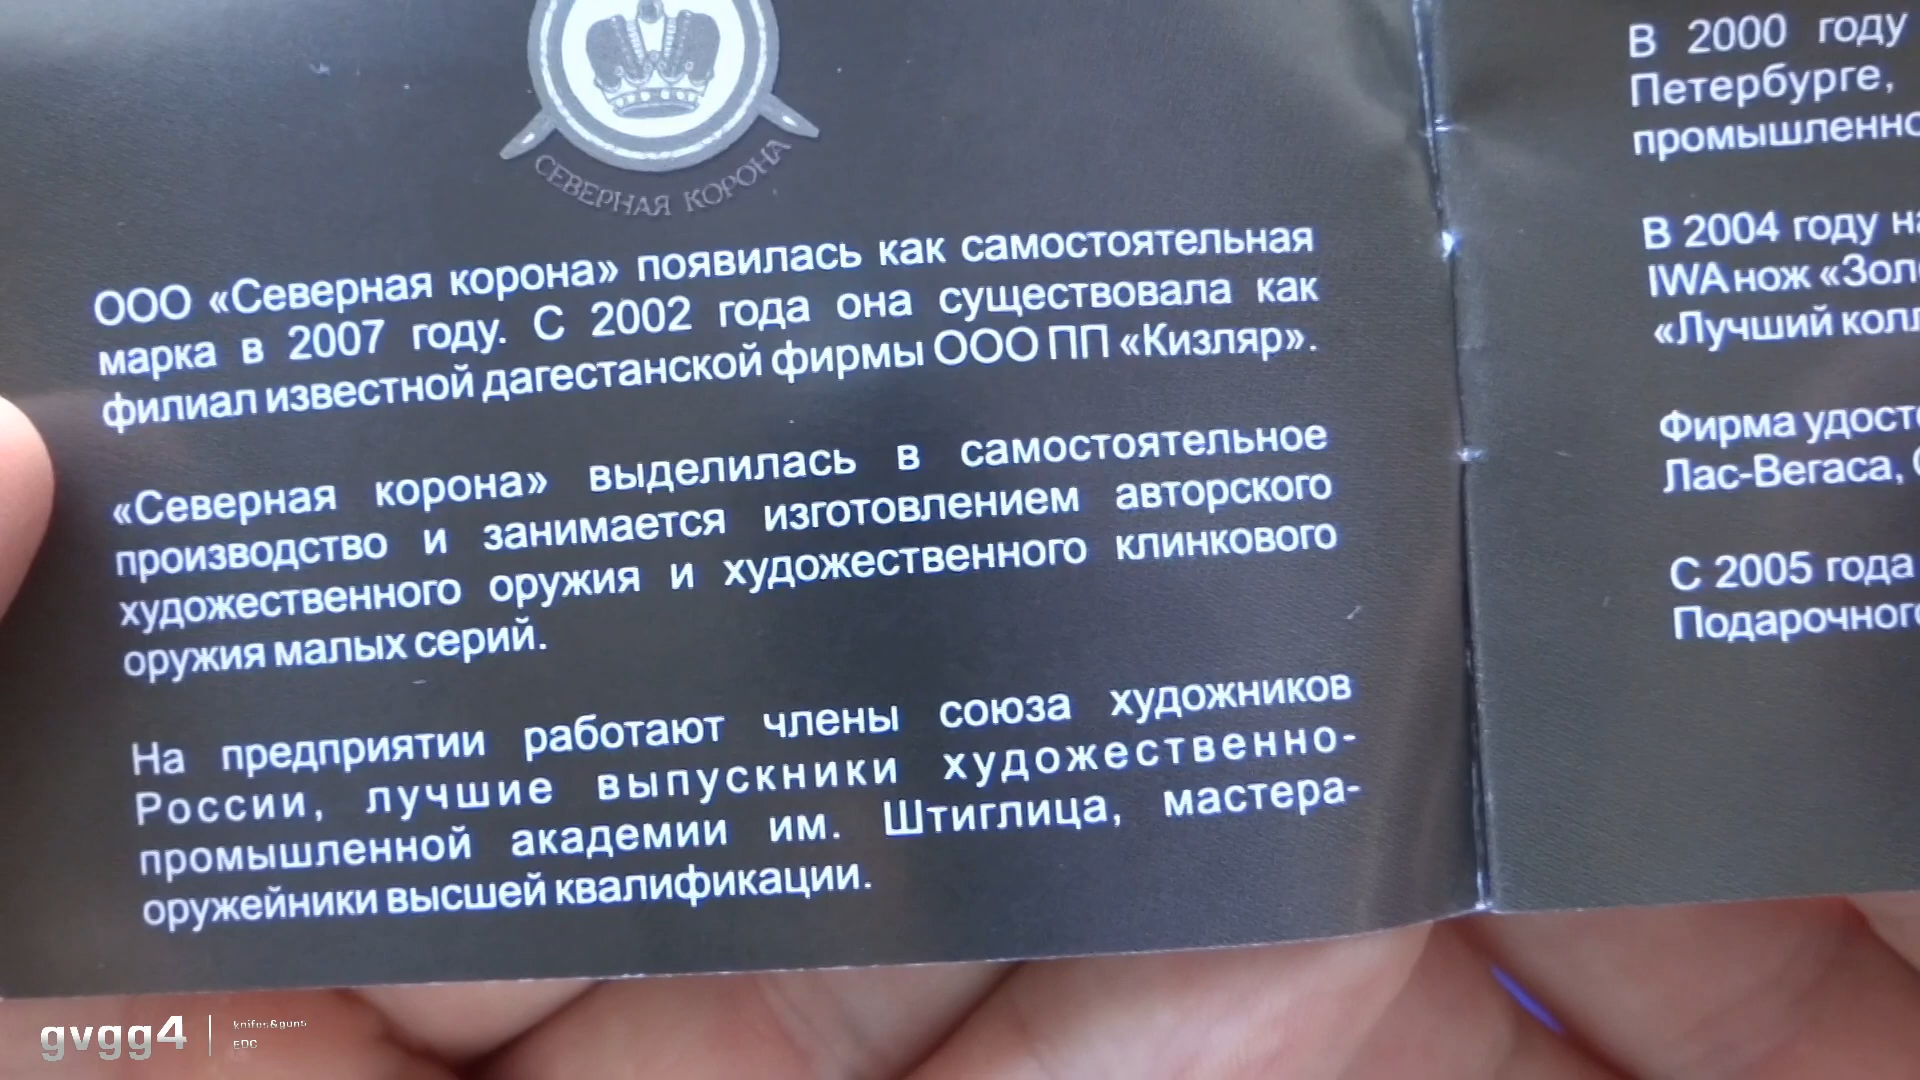 СЕВЕРНАЯ КОРОНА
ООО «Северная корона» появилась как самостоятельная
марка в 2007 году. С 2002 года она существовала как
филиал известной дагестанской фирмы ООО ПП «Кизляр».
«Северная корона» выделилась в самостоятельное
производство и занимается изготовлением авторского
художественного оружия и художественного клинкового
оружия малых серий.
На предприятии работают члены союза художников
России, лучшие выпускники художественно-
промышленной академии им. Штиглица, мастера-
оружейники высшей квалификации.
В 2000 году
Петербурге,
В 2004 году
IWA нож
«Лучший
Фирма
Лас-Вегаса,
С 2005 года
gvgg4
knifes&guns
EDC